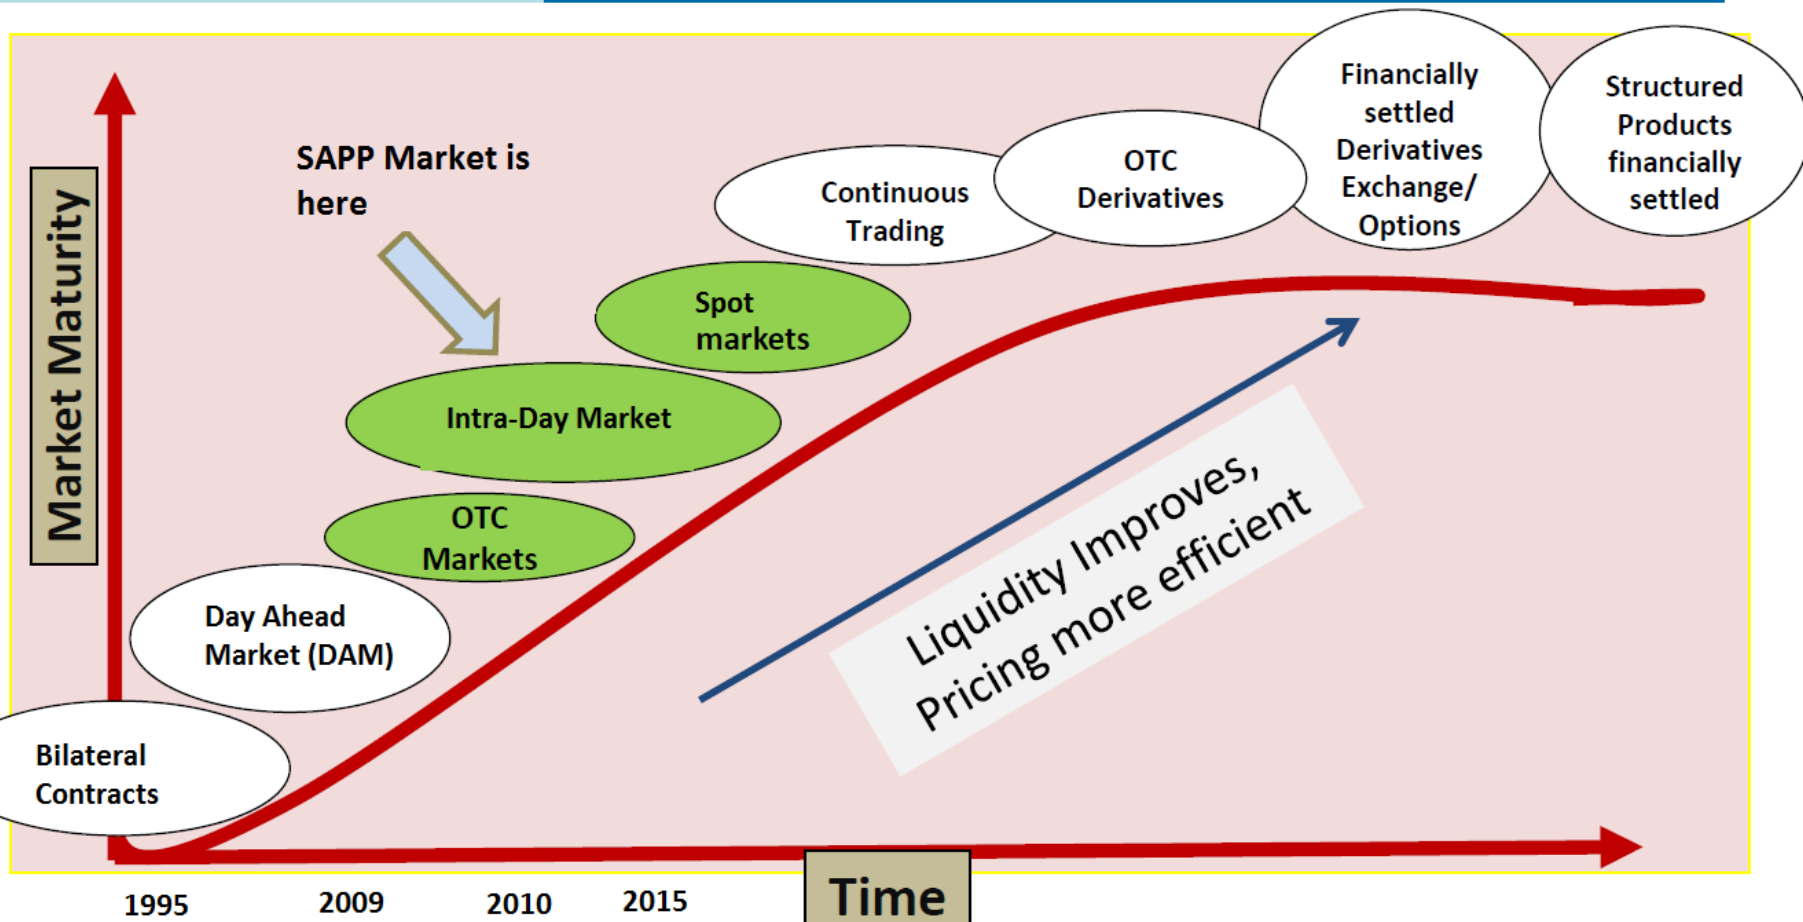 SAPP Market is
here
Market Maturity
Bilateral
Contracts
Day Ahead
Market (DAM)
OTC
Markets
Intra-Day Market
Spot
markets
Continuous
Trading
OTC
Derivatives
Financially
settled
Derivatives
Exchange/
Options
Structured
Products
financially
settled
Liquidity Improves,
Pricing more efficient
1995
2009
2010
2015
Time